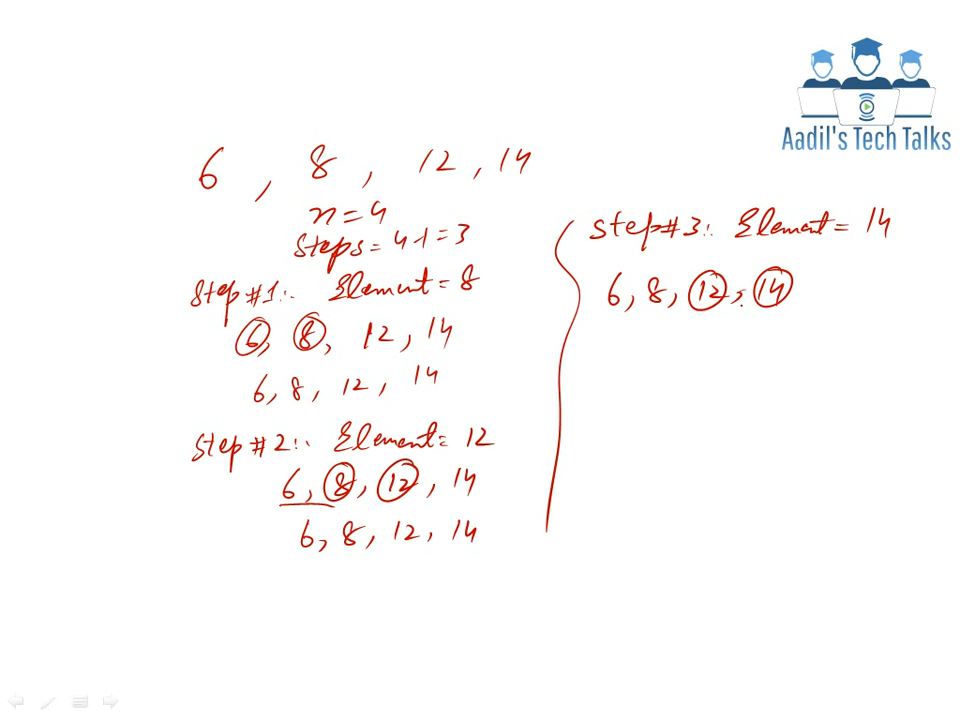 Aadil's Tech Talks
6, 8, 12, 14
n=4
Steps = 4-1=3
Step #1:- Element = 8
6, 8, 12, 14
6, 8, 12, 14
Step #2:- Element = 12
6, 8, 12, 14
6, 8, 12, 14
Step #3:- Element = 14
6, 8, 12, 14